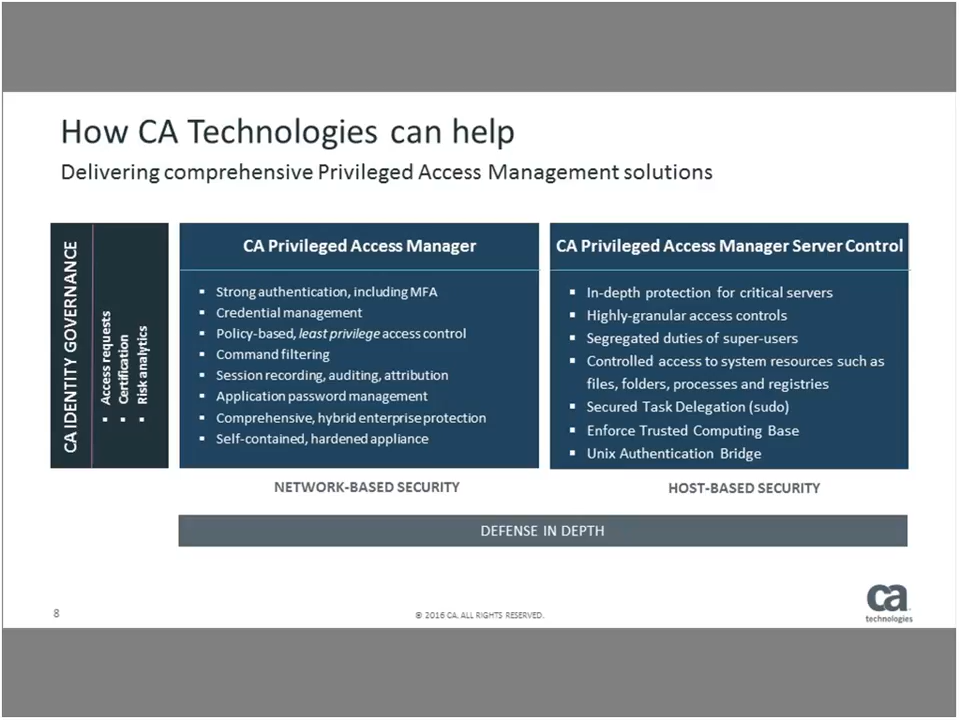 How CA Technologies can help
Delivering comprehensive Privileged Access Management solutions
CA IDENTITY GOVERNANCE
▪ Access requests
▪ Certification
▪ Risk analytics
CA Privileged Access Manager
▪ Strong authentication, including MFA
▪ Credential management
▪ Policy-based, least privilege access control
▪ Command filtering
▪ Session recording, auditing, attribution
▪ Application password management
▪ Comprehensive, hybrid enterprise protection
▪ Self-contained, hardened appliance
NETWORK-BASED SECURITY
CA Privileged Access Manager Server Control
▪ In-depth protection for critical servers
▪ Highly-granular access controls
▪ Segregated duties of super-users
▪ Controlled access to system resources such as
files, folders, processes and registries
▪ Secured Task Delegation (sudo)
▪ Enforce Trusted Computing Base
▪ Unix Authentication Bridge
HOST-BASED SECURITY
DEFENSE IN DEPTH
8
© 2016 CA. ALL RIGHTS RESERVED.
ca
technologies